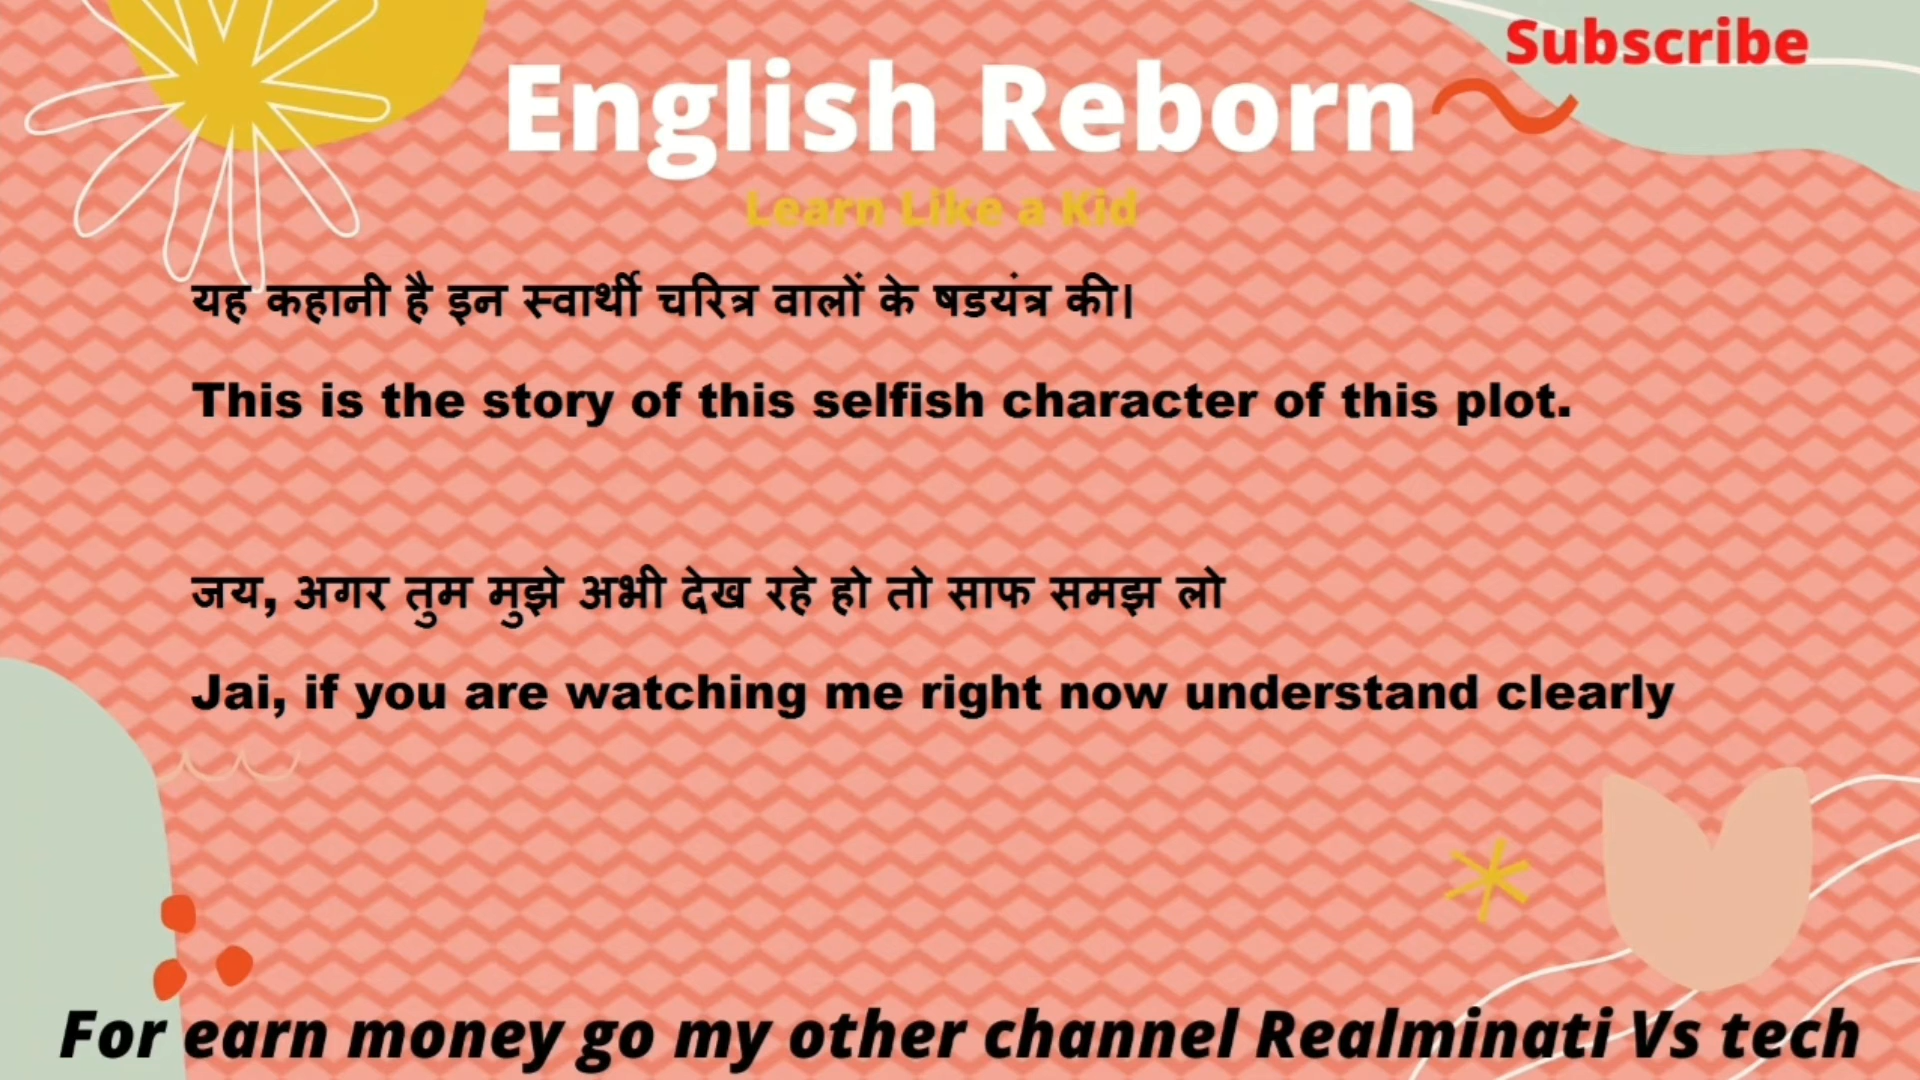 Subscribe
English Reborn
Learn Like a Kid
यह कहानी है इन स्वार्थी चरित्र वालों के षडयंत्र की।
This is the story of this selfish character of this plot.
जय, अगर तुम मुझे अभी देख रहे हो तो साफ समझ लो
Jai, if you are watching me right now understand clearly
For earn money go my other channel Realminati Vs tech